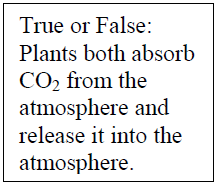 True or False:
Plants both absorb
CO₂ from the
atmosphere and
release it into the
atmosphere.